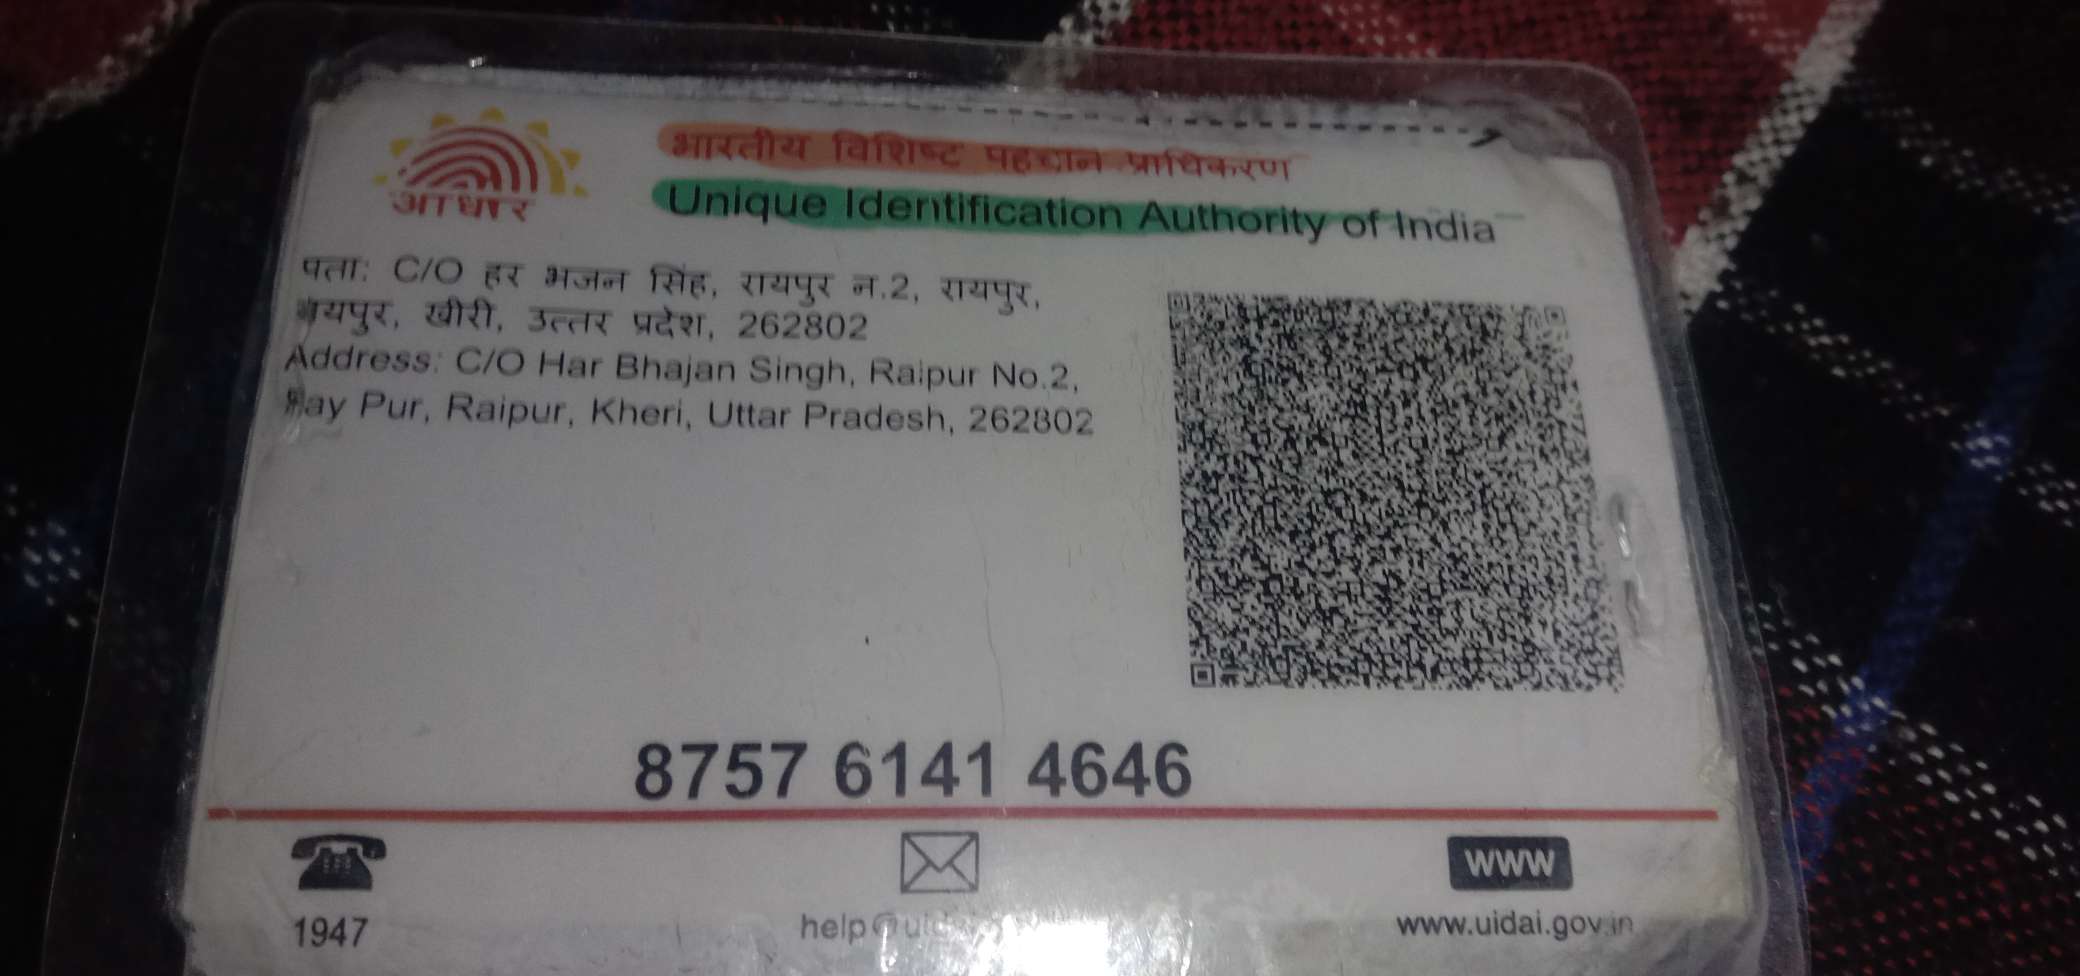 आधार
भारतीय विशिष्ट पहचान प्राधिकरण
Unique Identification Authority of India
पता: C/O हर भजन सिंह, रायपुर न.2, रायपुर,
रायपुर, खीरी, उत्तर प्रदेश, 262802
Address: C/O Har Bhajan Singh, Raipur No.2,
Ray Pur, Raipur, Kheri, Uttar Pradesh, 262802
8757 6141 4646
WWW
1947
www.uidai.gov.in